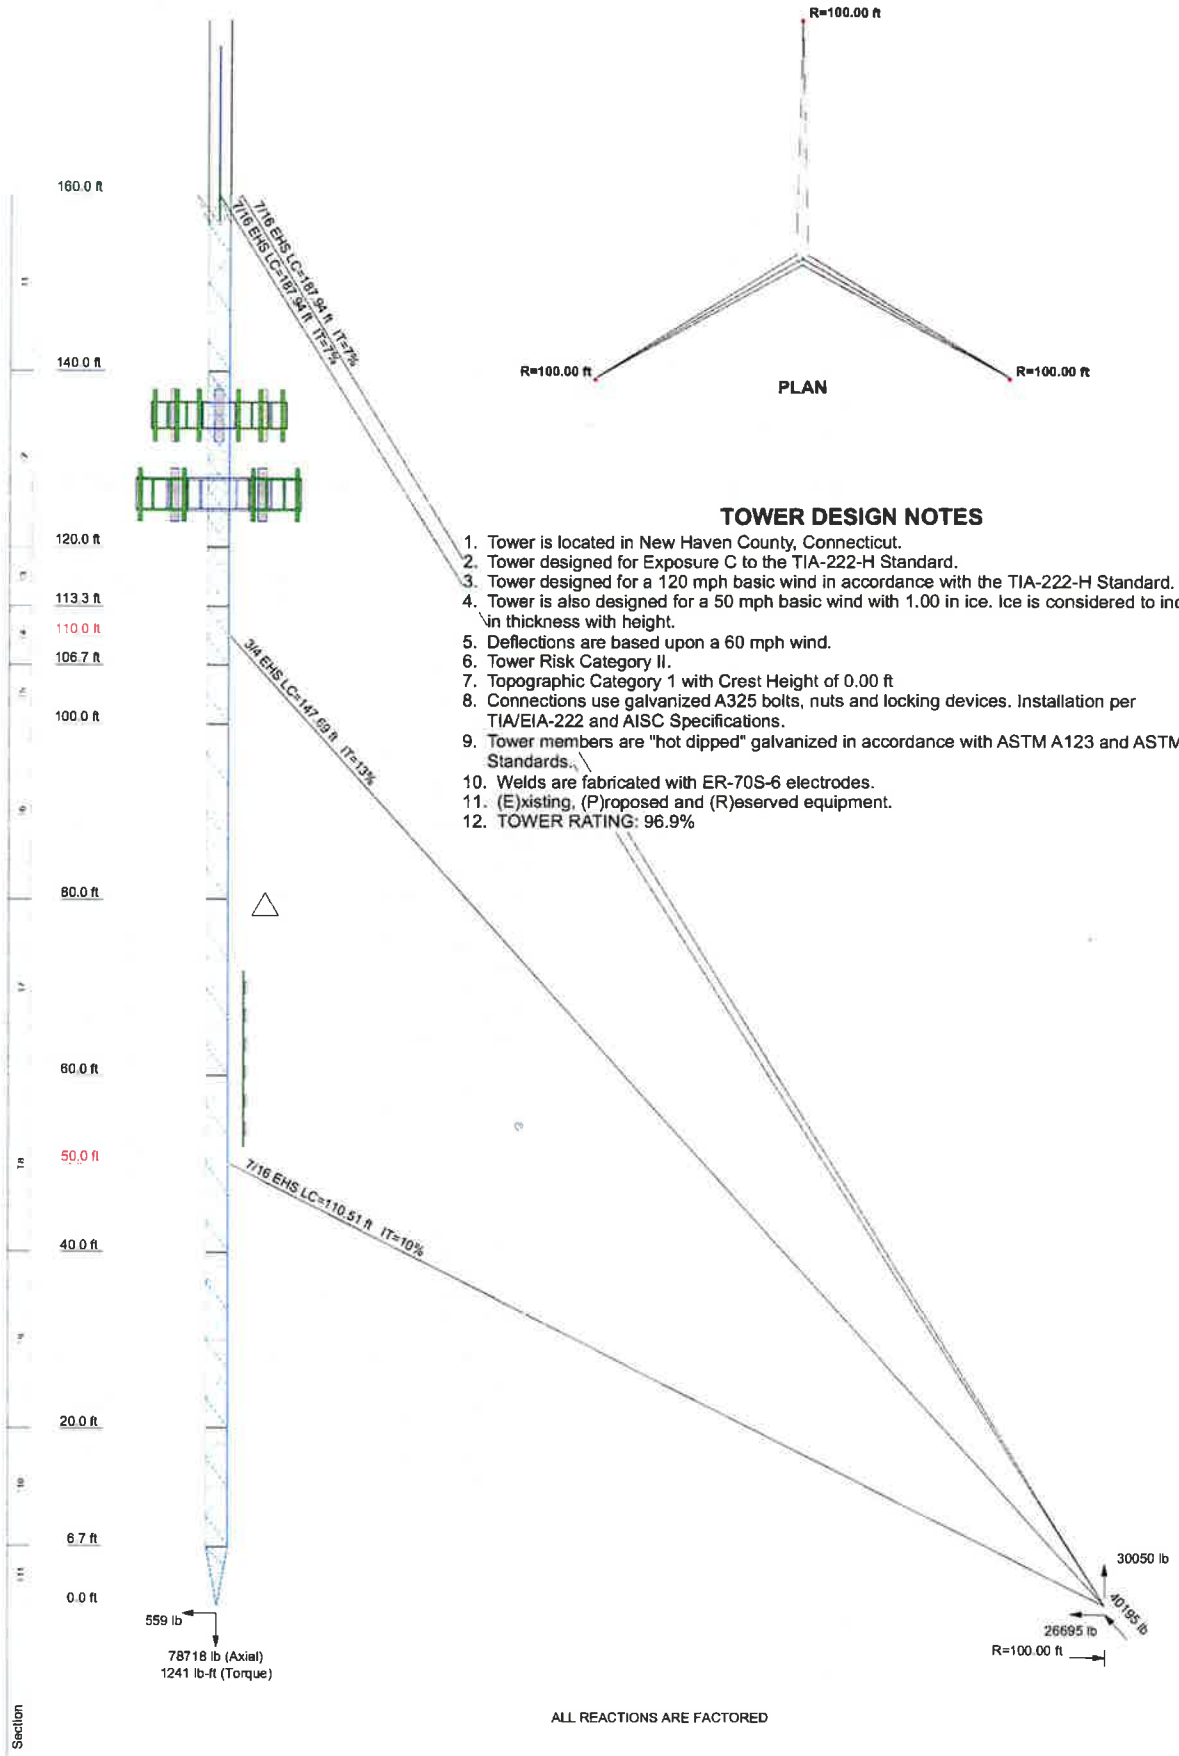 R=100.00 ft
160.0 ft
7/16 EHS LC=187.94 ft IT=7%
7/16 EHS LC=187.94 ft IT=7%
140.0 ft
R=100.00 ft
R=100.00 ft
PLAN
TOWER DESIGN NOTES
1. Tower is located in New Haven County, Connecticut.
120.0 ft
2. Tower designed for Exposure C to the TIA-222-H Standard.
3. Tower designed for a 120 mph basic wind in accordance with the TIA-222-H Standard.
113.3 ft
4. Tower is also designed for a 50 mph basic wind with 1.00 in ice. Ice is considered to inc
in thickness with height.
110.0 ft
5. Deflections are based upon a 60 mph wind.
106.7 ft
6. Tower Risk Category II.
7. Topographic Category 1 with Crest Height of 0.00 ft
3/4 EHS LC=147.69 ft IT=13%
8. Connections use galvanized A325 bolts, nuts and locking devices. Installation per
TIA/EIA-222 and AISC Specifications.
100.0 ft
9. Tower members are "hot dipped" galvanized in accordance with ASTM A123 and ASTM
Standards.
10. Welds are fabricated with ER-70S-6 electrodes.
11. (E)xisting, (P)roposed and (R)eserved equipment.
12. TOWER RATING: 96.9%
80.0 ft
60.0 ft
50.0 ft
7/16 EHS LC=110.51 ft IT=10%
40.0 ft
20.0 ft
6.7 ft
0.0 ft
30050 lb
40195 lb
559 lb
26695 lb
78718 lb (Axial)
1241 lb-ft (Torque)
R=100.00 ft
ALL REACTIONS ARE FACTORED
Section